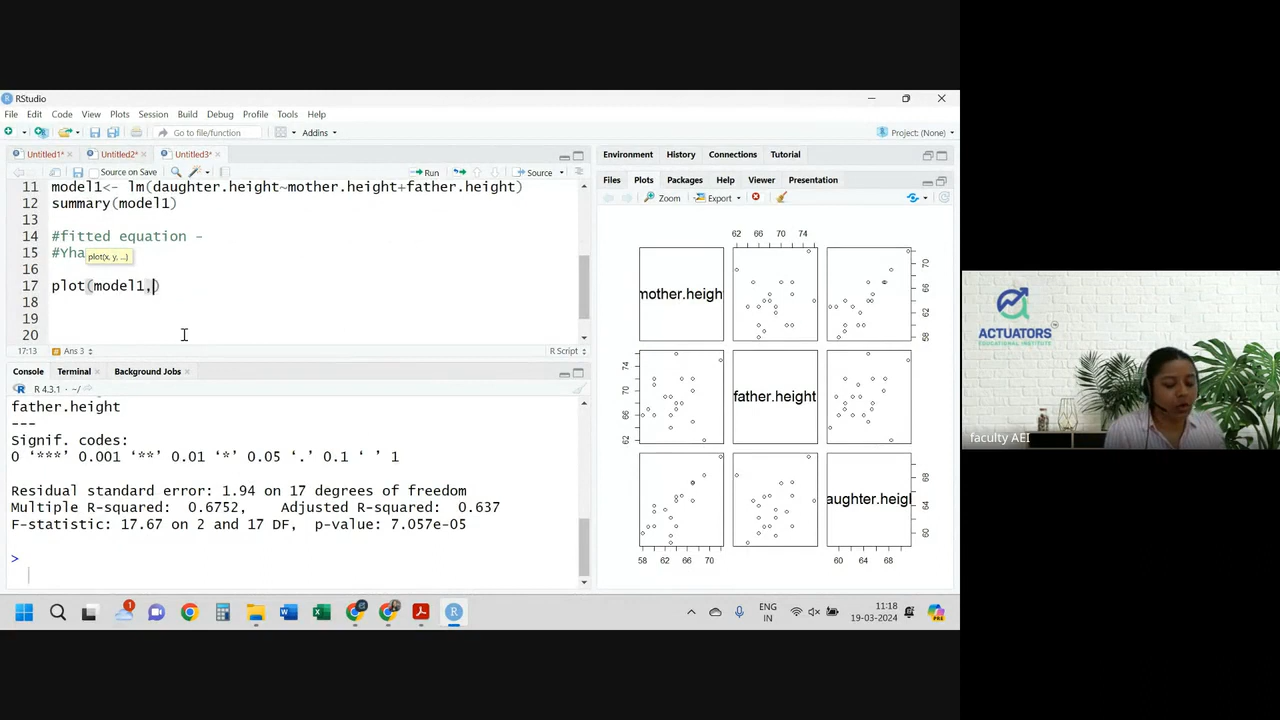 RStudio
File Edit Code View Plots Session Build Debug Profile Tools Help
Go to file/function Addins Project: (None)
Untitled1* Untitled2* Untitled3*
Source on Save Run Source
11 model1<- lm(daughter.height~mother.height+father.height)
12 summary(model1)
13
14 #fitted equation -
15 #Yha
plot(x, y, ...)
16
17 plot(model1,)
18
19
20
17:13 Ans 3 R Script
Console Terminal Background Jobs
R 4.3.1 · ~/
father.height
---
Signif. codes:
0 ‘***’ 0.001 ‘**’ 0.01 ‘*’ 0.05 ‘.’ 0.1 ‘ ’ 1
Residual standard error: 1.94 on 17 degrees of freedom
Multiple R-squared: 0.6752, Adjusted R-squared: 0.637
F-statistic: 17.67 on 2 and 17 DF, p-value: 7.057e-05
>
Environment History Connections Tutorial
Files Plots Packages Help Viewer Presentation
Zoom Export
62 66 70 74
mother.heigh
58 62 66 70
62 66 70 74
father.height
aughter.heigl
60 64 68
58 62 66 70
60 64 68
1
ENG
IN
11:18
19-03-2024
PRE
ACTUATORS
EDUCATIONAL INSTITUTE
faculty AEI